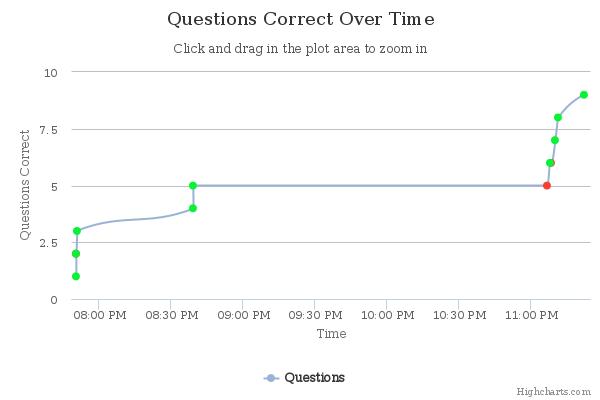 Questions Correct Over Time
Click and drag in the plot area to zoom in
Questions Correct
10
7.5
5
2.5
0
08:00 PM 08:30 PM 09:00 PM 09:30 PM 10:00 PM 10:30 PM 11:00 PM
Time
Questions
Highcharts.com